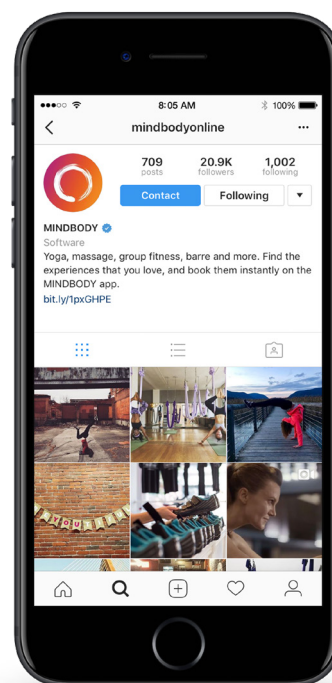 8:05 AM
100%
mindbodyonline
709 20.9K 1,002
posts followers following
Contact Following
MINDBODY
Software
Yoga, massage, group fitness, barre and more. Find the
experiences that you love, and book them instantly on the
MINDBODY app.
bit.ly/1pxGHPE
YOU